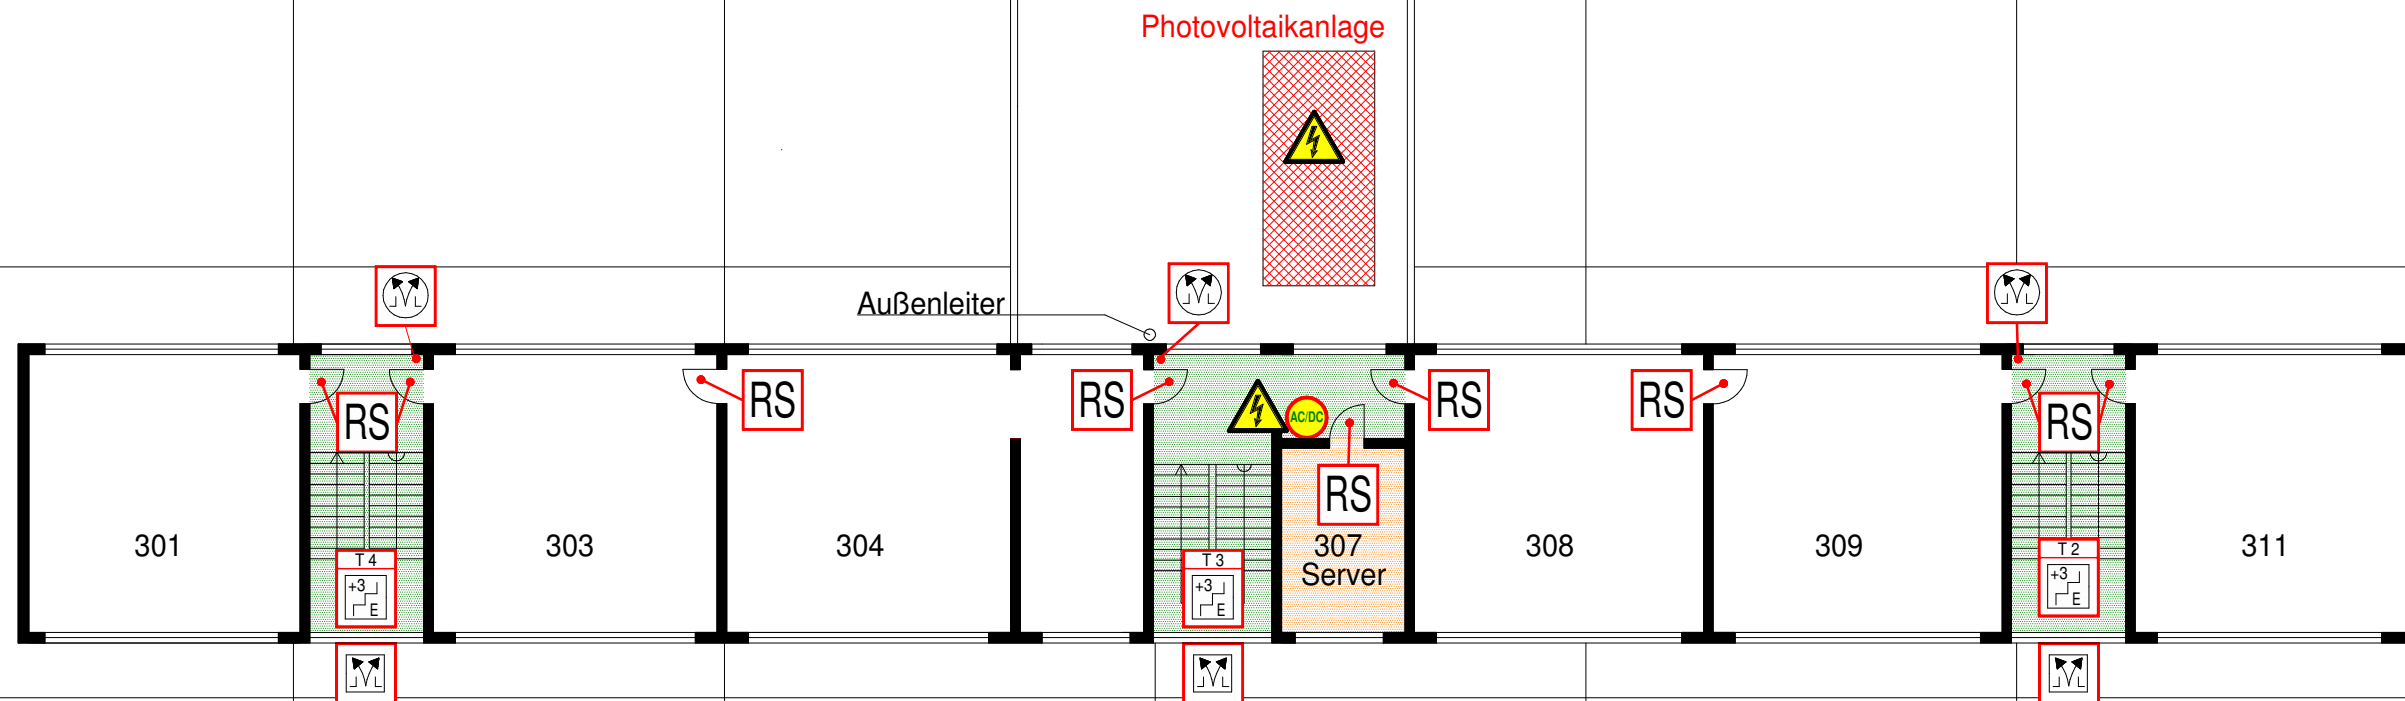 Photovoltaikanlage
Außenleiter
RS
RS
RS
RS
RS
RS
AC/DC
RS
301
303
304
307
Server
308
309
311
T 4
+3
E
T 3
+3
E
T 2
+3
E